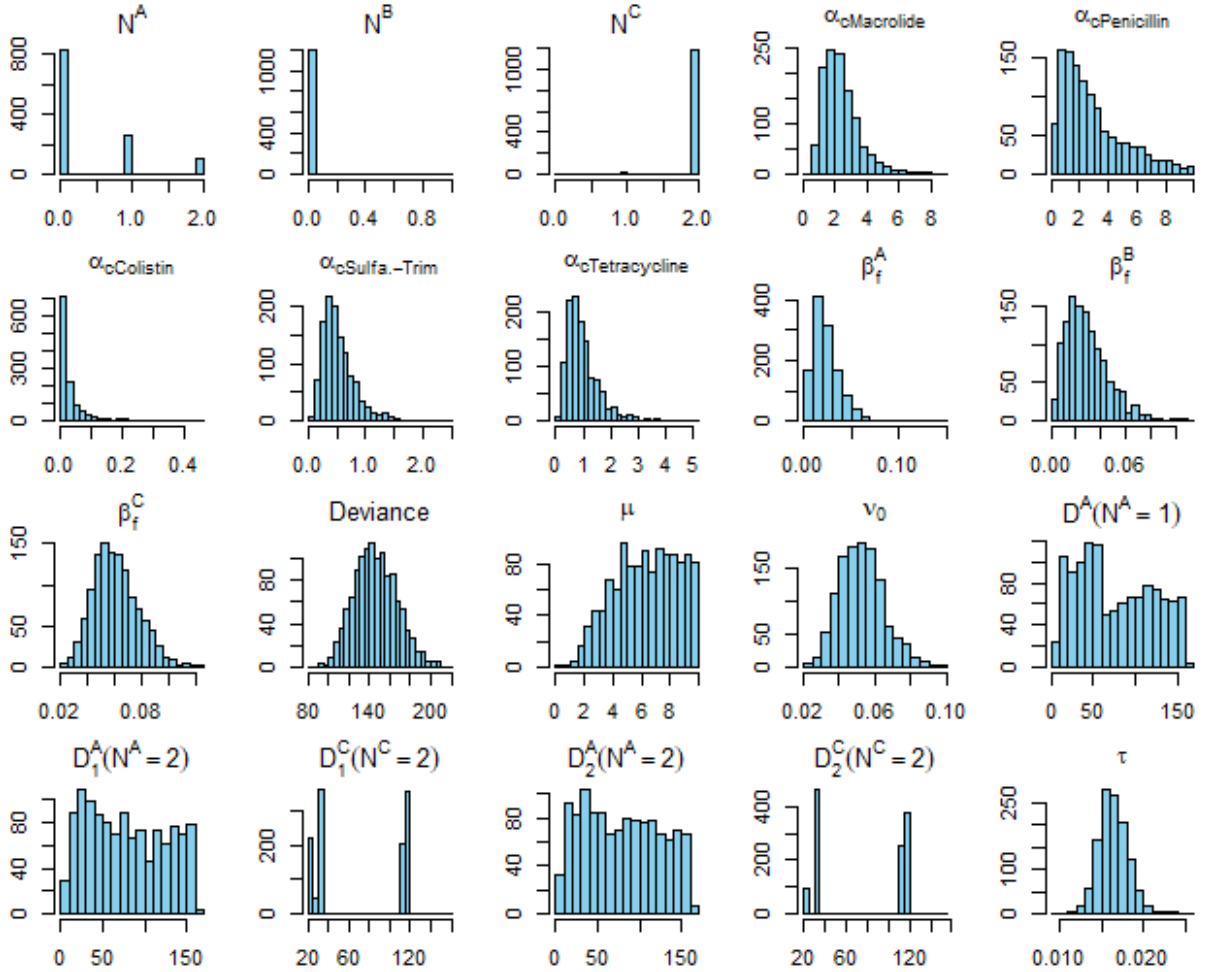 N^A N^B N^C α_cMacrolide α_cPenicillin
0 400 800
0 400 1000
0 400 1000
0 100 250
0 50 150
0.0 1.0 2.0 0.0 0.4 0.8 0.0 1.0 2.0 0 2 4 6 8 0 2 4 6 8
α_cColistin α_cSulfa.-Trim α_cTetracycline β_f^A β_f^B
0 300 600
0 100 200
0 100 200
0 200 400
0 50 150
0.0 0.2 0.4 0.0 1.0 2.0 0 1 2 3 4 5 0.00 0.10 0.00 0.06
β_f^C Deviance μ ν_0 D^A(N^A = 1)
0 50 150
0 40 80
0 40 80
0 50 150
0 40 80
0.02 0.08 80 140 200 0 2 4 6 8 0.02 0.06 0.10 0 50 150
D_1^A(N^A = 2) D_1^C(N^C = 2) D_2^A(N^A = 2) D_2^C(N^C = 2) τ
0 40 80
0 200
0 40 80
0 200 400
0 100 250
0 50 150 20 60 120 0 50 150 20 60 120 0.010 0.020